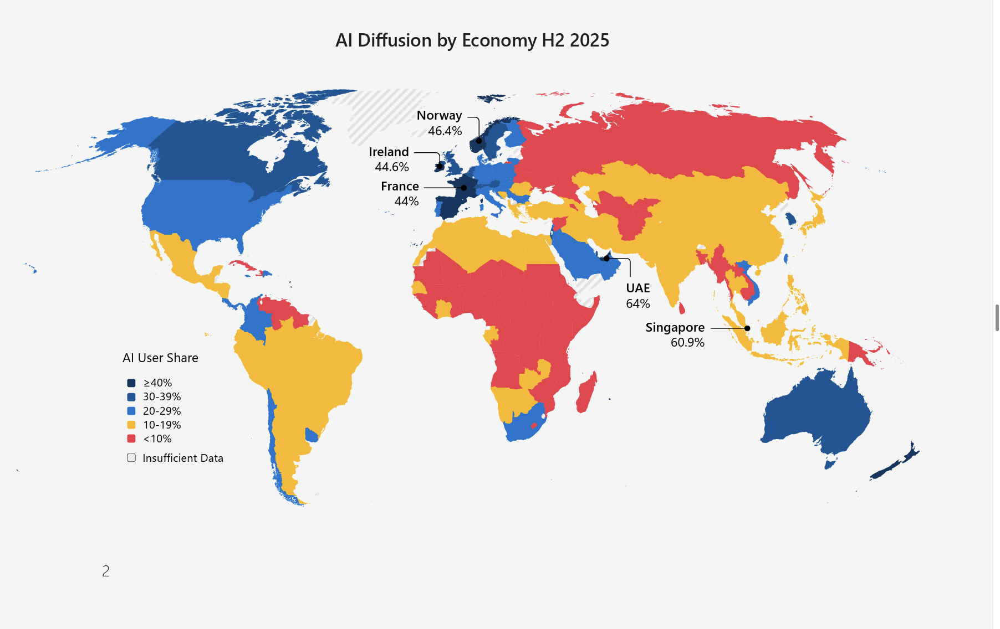 AI Diffusion by Economy H2 2025
Norway
46.4%
Ireland
44.6%
France
44%
UAE
64%
Singapore
60.9%
AI User Share
≥40%
30-39%
20-29%
10-19%
<10%
Insufficient Data
2